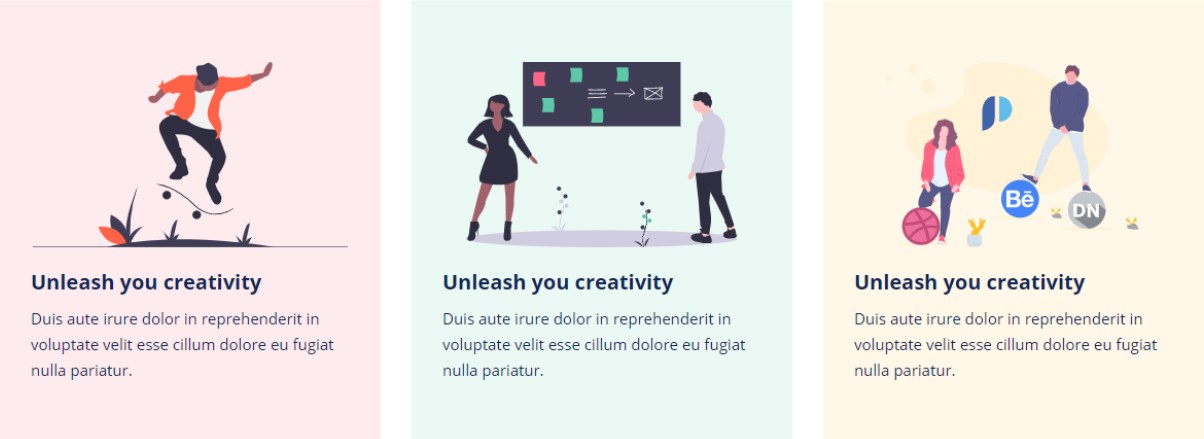 Unleash you creativity
Duis aute irure dolor in reprehenderit in
voluptate velit esse cillum dolore eu fugiat
nulla pariatur.
Bē
DN
Unleash you creativity
Duis aute irure dolor in reprehenderit in
voluptate velit esse cillum dolore eu fugiat
nulla pariatur.
Unleash you creativity
Duis aute irure dolor in reprehenderit in
voluptate velit esse cillum dolore eu fugiat
nulla pariatur.